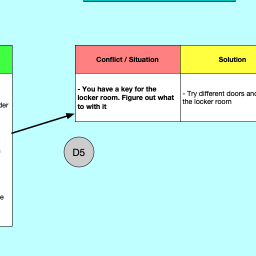 Conflict / Situation
Solution
- You have a key for the
locker room. Figure out what
to with it
- Try different doors and
the locker room
D5